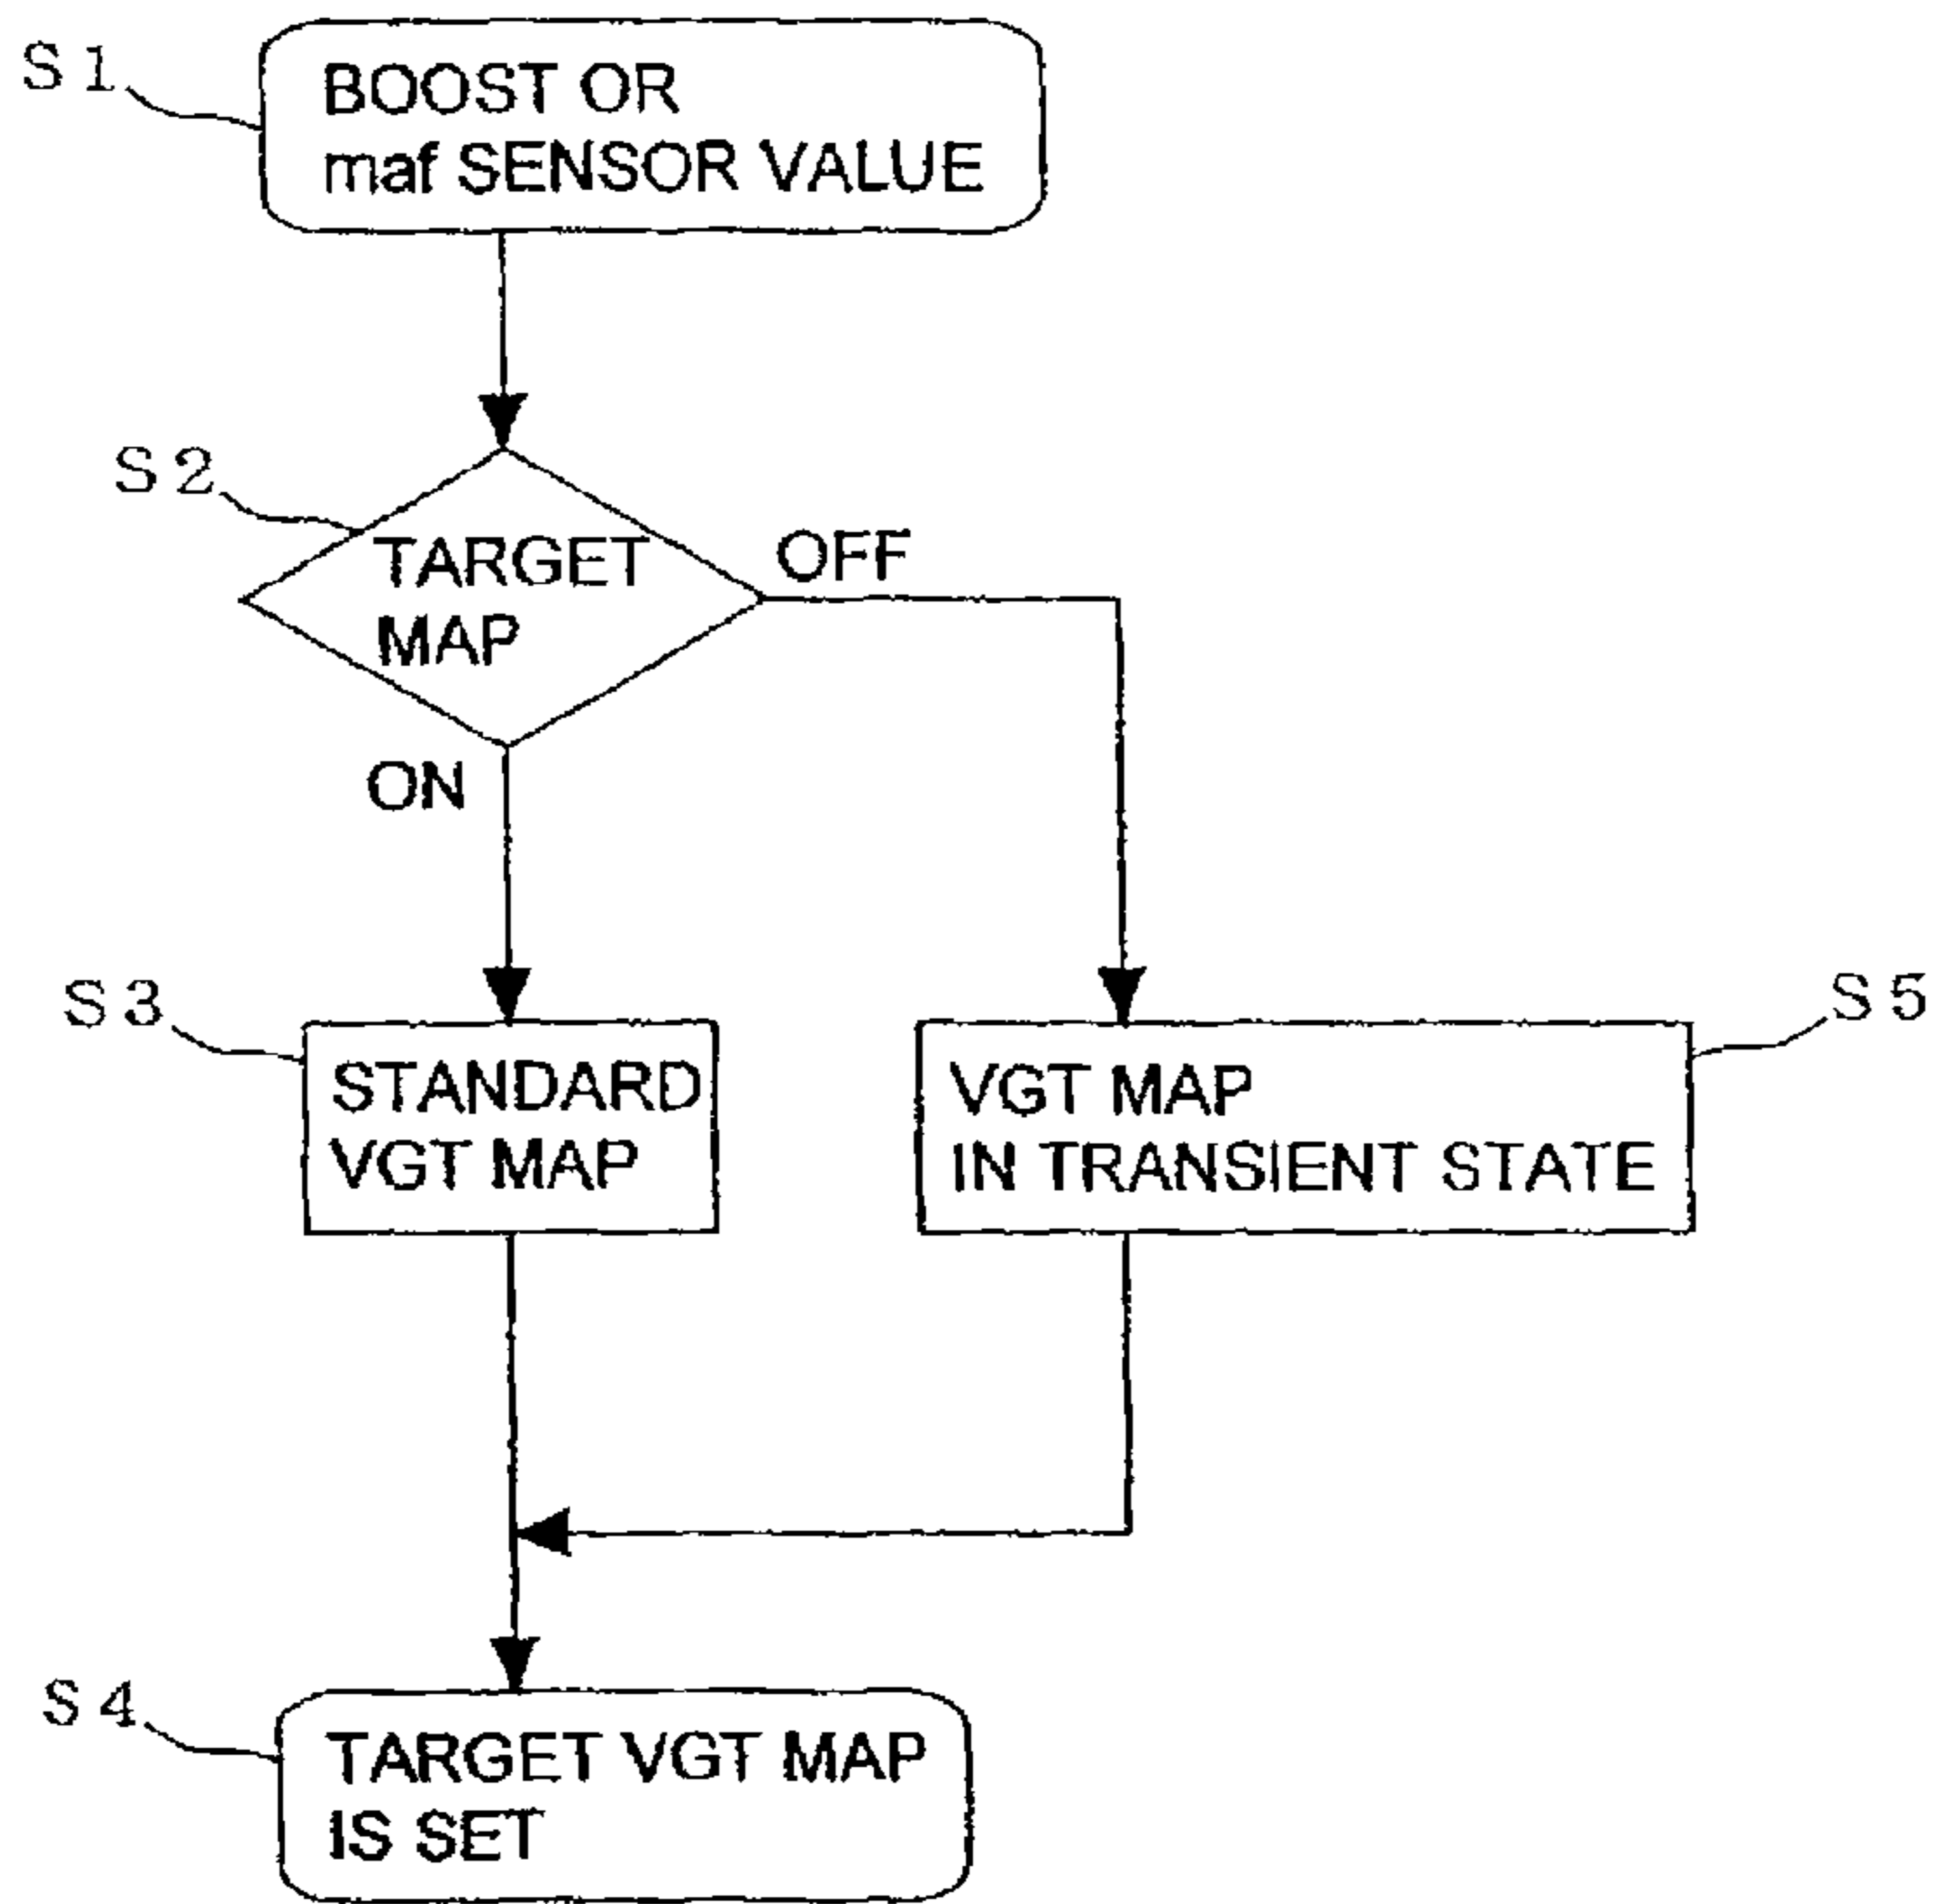 S1
BOOST OR
maf SENSOR VALUE
S2
TARGET
MAP
OFF
ON
S3
STANDARD
VGT MAP
S5
VGT MAP
IN TRANSIENT STATE
S4
TARGET VGT MAP
IS SET